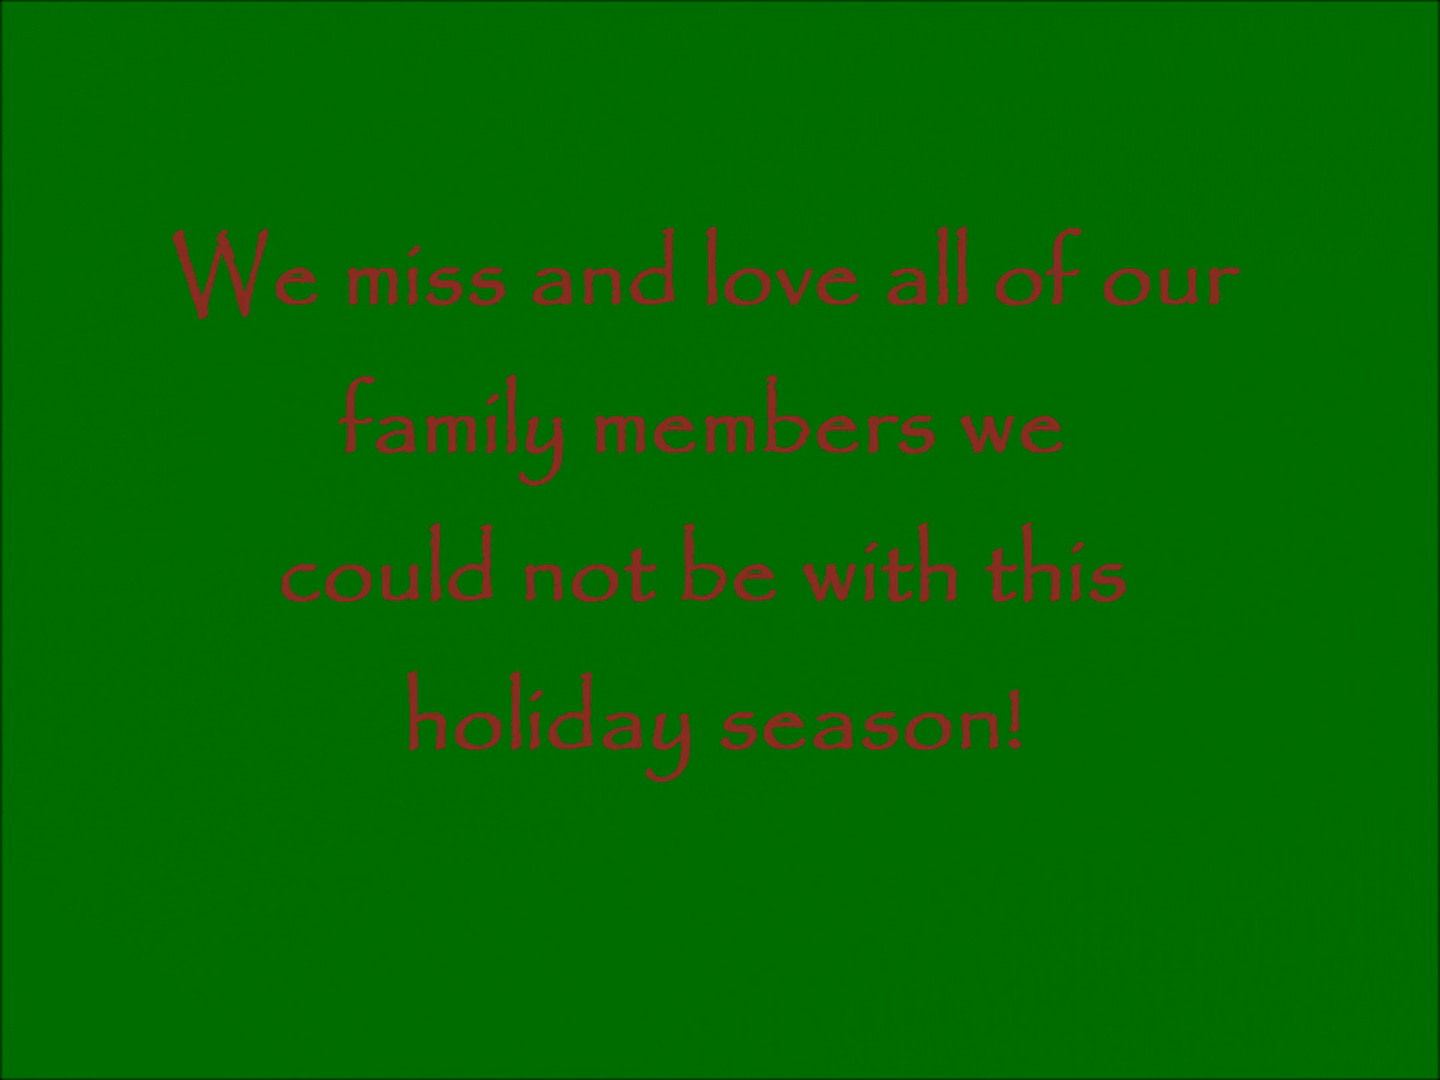 We miss and love all of our
family members we
could not be with this
holiday season!